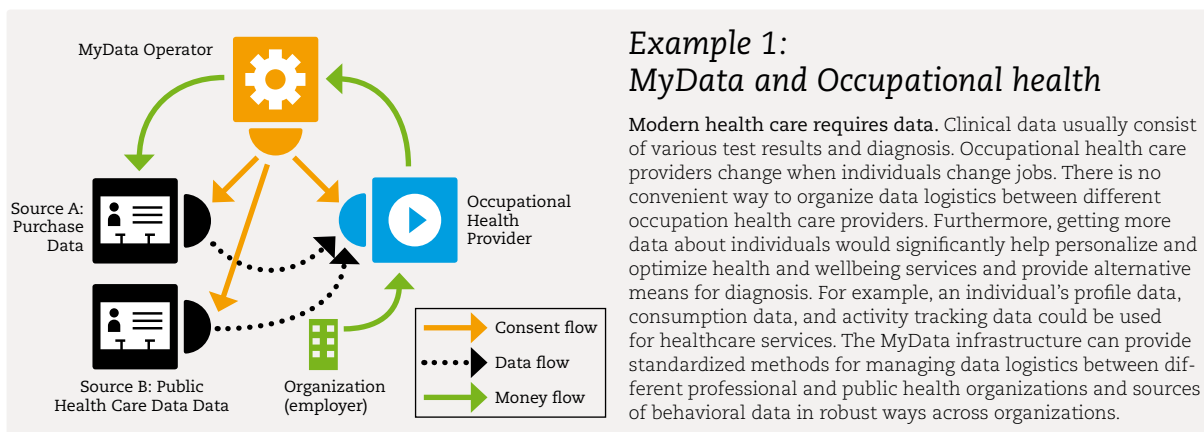 MyData Operator
Source A:
Purchase
Data
Occupational
Health
Provider
Source B: Public
Health Care Data Data
Organization
(employer)
Consent flow
Data flow
Money flow
Example 1:
MyData and Occupational health
Modern health care requires data. Clinical data usually consist
of various test results and diagnosis. Occupational health care
providers change when individuals change jobs. There is no
convenient way to organize data logistics between different
occupation health care providers. Furthermore, getting more
data about individuals would significantly help personalize and
optimize health and wellbeing services and provide alternative
means for diagnosis. For example, an individual's profile data,
consumption data, and activity tracking data could be used
for healthcare services. The MyData infrastructure can provide
standardized methods for managing data logistics between dif-
ferent professional and public health organizations and sources
of behavioral data in robust ways across organizations.